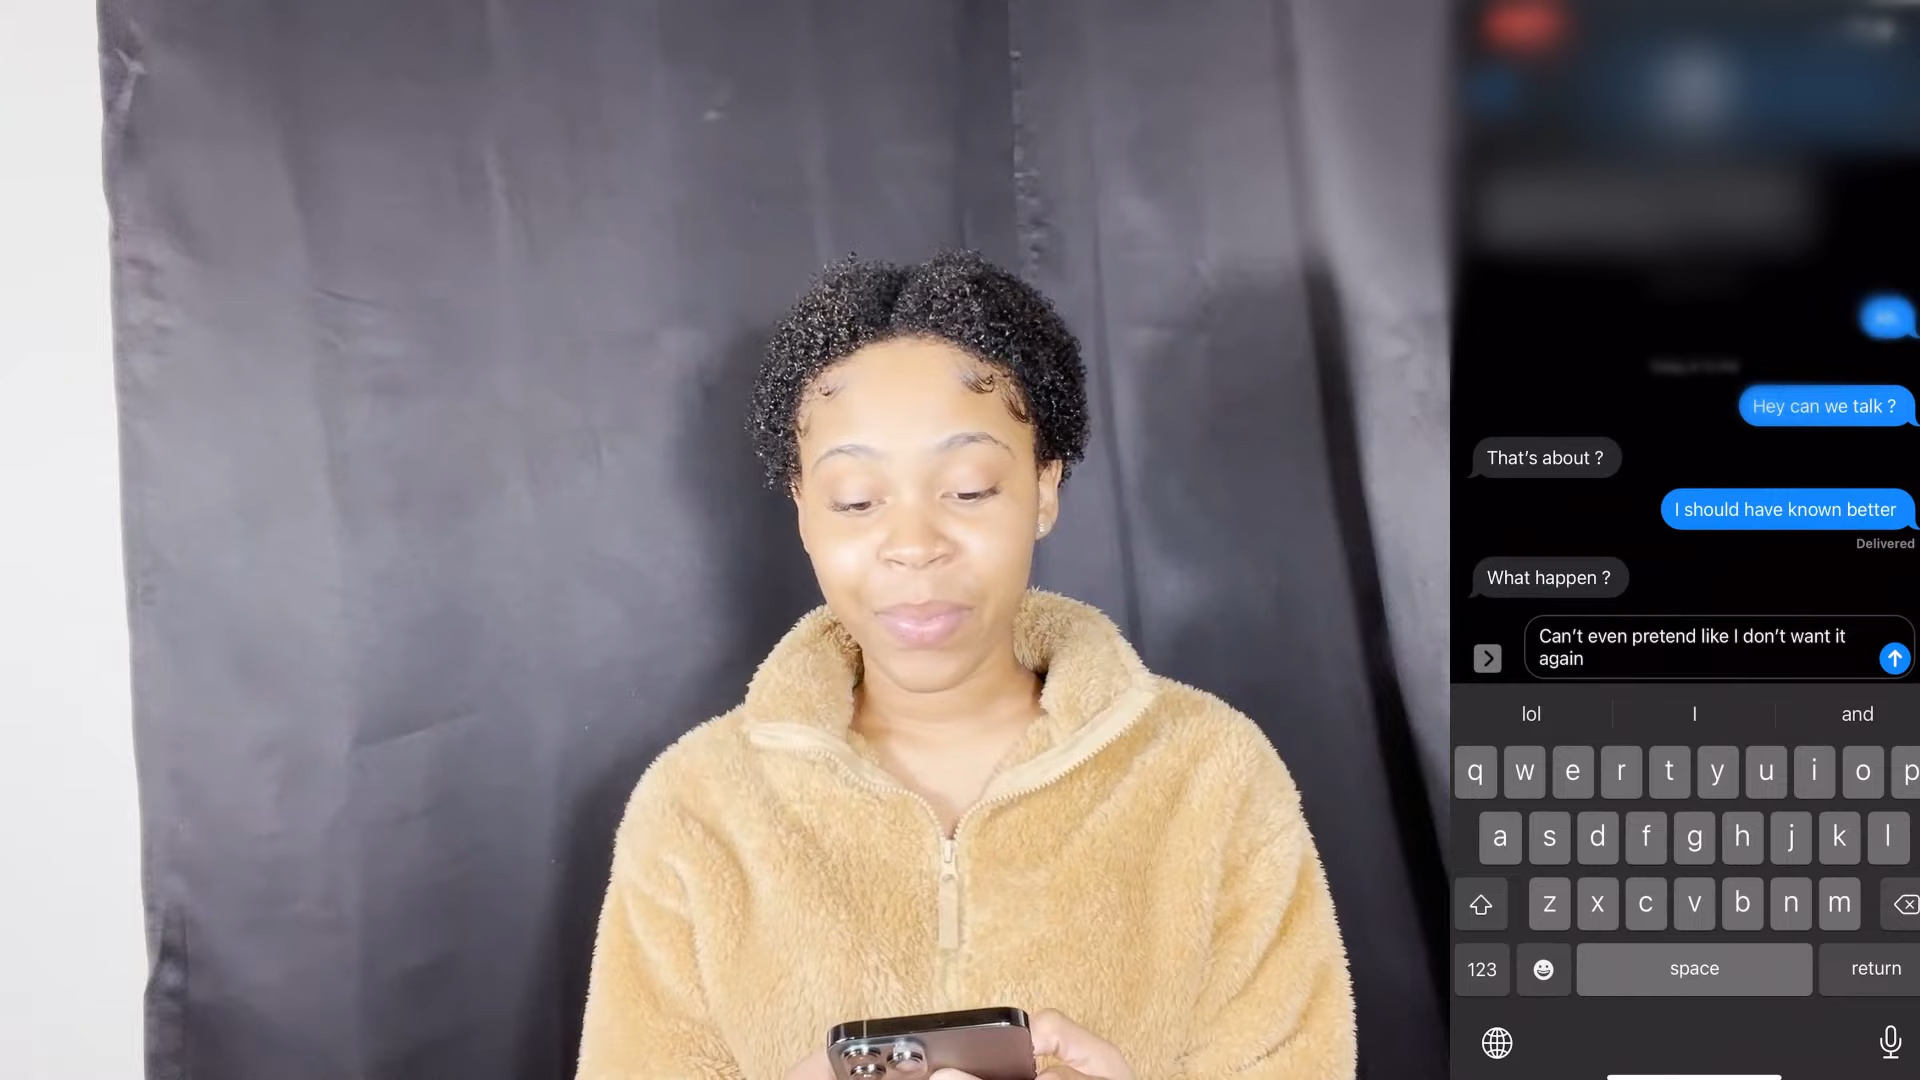 Hey can we talk ?
That's about ?
I should have known better
Delivered
What happen ?
Can't even pretend like I don't want it
again
lol I and
q w e r t y u i o p
a s d f g h j k l
z x c v b n m
123 space return